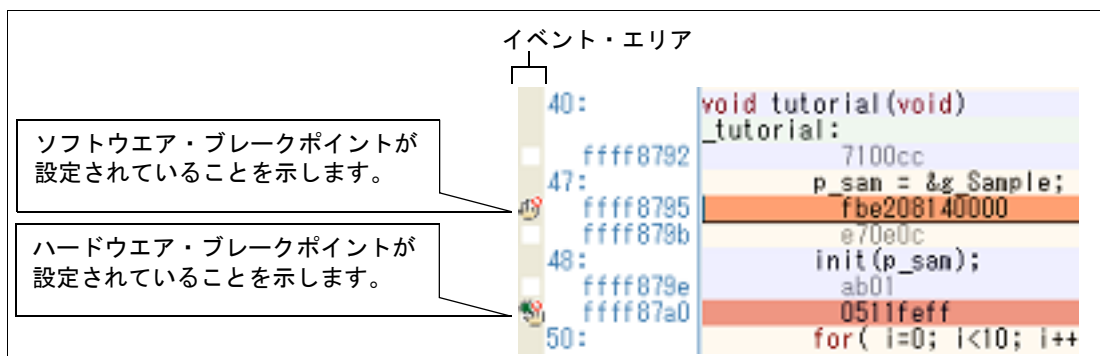 イベント・エリア
ソフトウエア・ブレークポイントが
設定されていることを示します。
ハードウエア・ブレークポイントが
設定されていることを示します。
40: void tutorial(void)
_tutorial:
ffff8792 7100cc
47: p_sam = &g_Sample;
ffff8795 fbe208140000
ffff879b e70e0c
48: init(p_sam);
ffff879e ab01
ffff87a0 0511feff
50: for( i=0; i<10; i++